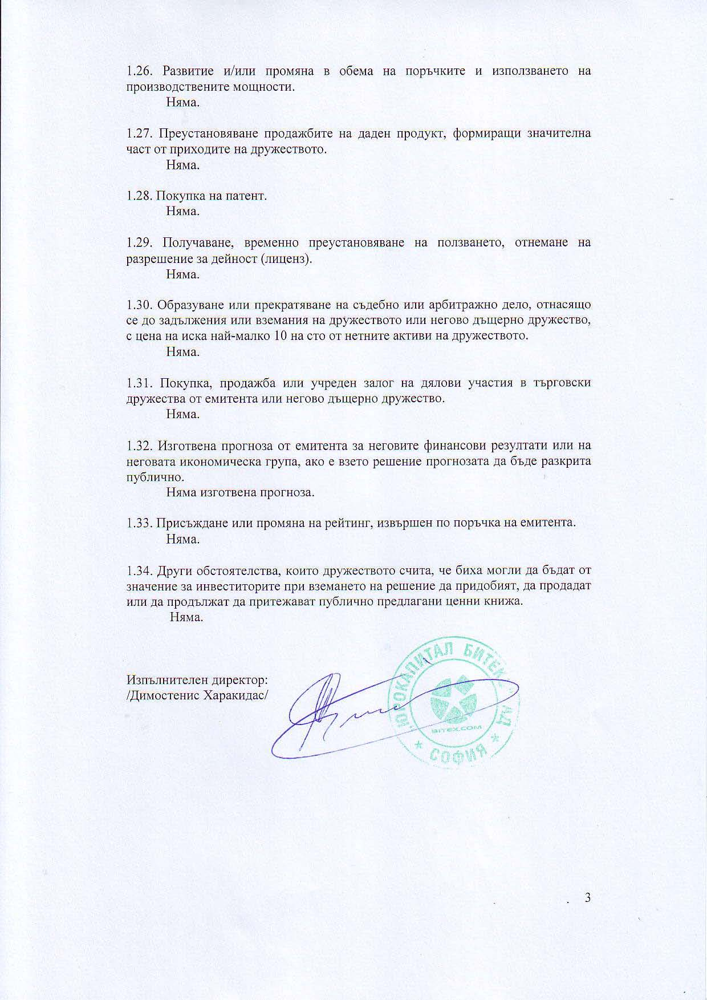 1.26. Развитие и/или промяна в обема на поръчките и използването на
производствените мощности.
Няма.
1.27. Преустановяване продажбите на даден продукт, формиращи значителна
част от приходите на дружеството.
Няма.
1.28. Покупка на патент.
Няма.
1.29. Получаване, временно преустановяване на ползването, отнемане на
разрешение за дейност (лиценз).
Няма.
1.30. Образуване или прекратяване на съдебно или арбитражно дело, отнасящо
се до задължения или вземания на дружеството или негово дъщерно дружество,
с цена на иска най-малко 10 на сто от нетните активи на дружеството.
Няма.
1.31. Покупка, продажба или учреден залог на дялови участия в търговски
дружества от емитента или негово дъщерно дружество.
Няма.
1.32. Изготвена прогноза от емитента за неговите финансови резултати или на
неговата икономическа група, ако е взето решение прогнозата да бъде разкрита
публично.
Няма изготвена прогноза.
1.33. Присъждане или промяна на рейтинг, извършен по поръчка на емитента.
Няма.
1.34. Други обстоятелства, които дружеството счита, че биха могли да бъдат от
значение за инвеститорите при вземането на решение да придобият, да продадат
или да продължат да притежават публично предлагани ценни книжа.
Няма.
Изпълнителен директор:
/Димостенис Харакидас/
АД
BITEX.COM
* СОФИЯ *
3